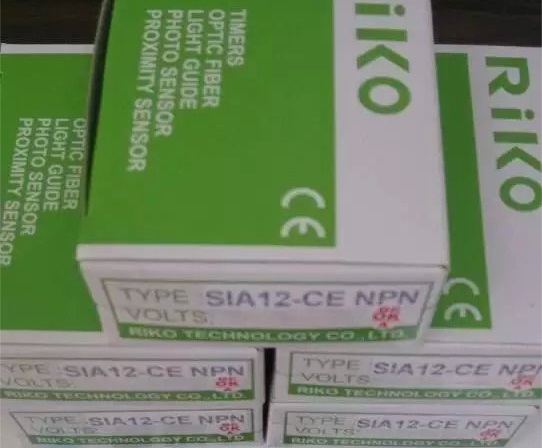 TIMERS
OPTIC FIBER
LIGHT GUIDE
PHOTO SENSOR
PROXIMITY SENSOR
RiKO
CE
TYPE SIA12-CE NPN
VOLTS:
OK
RIKO TECHNOLOGY CO.,LTD.
OPTIC FIBER
LIGHT GUIDE
PHOTO SENSOR
PROXIMITY SENSOR
RiKO
CE
TYPE SIA12-CE NPN
VOLTS:
RIKO TECHNOLOGY CO.,LTD.
TYPE SIA12-CE NPN
VOLTS
RIKO TECHNOLOGY CO.,LTD.
TYPE: SIA12-CE NPN
VOLTS:
RIKO TECHNOLOGY CO.,LTD.
TYPE: SIA12-CE NPN
VOLTS:
RIKO TECHNOLOGY CO.,LTD.